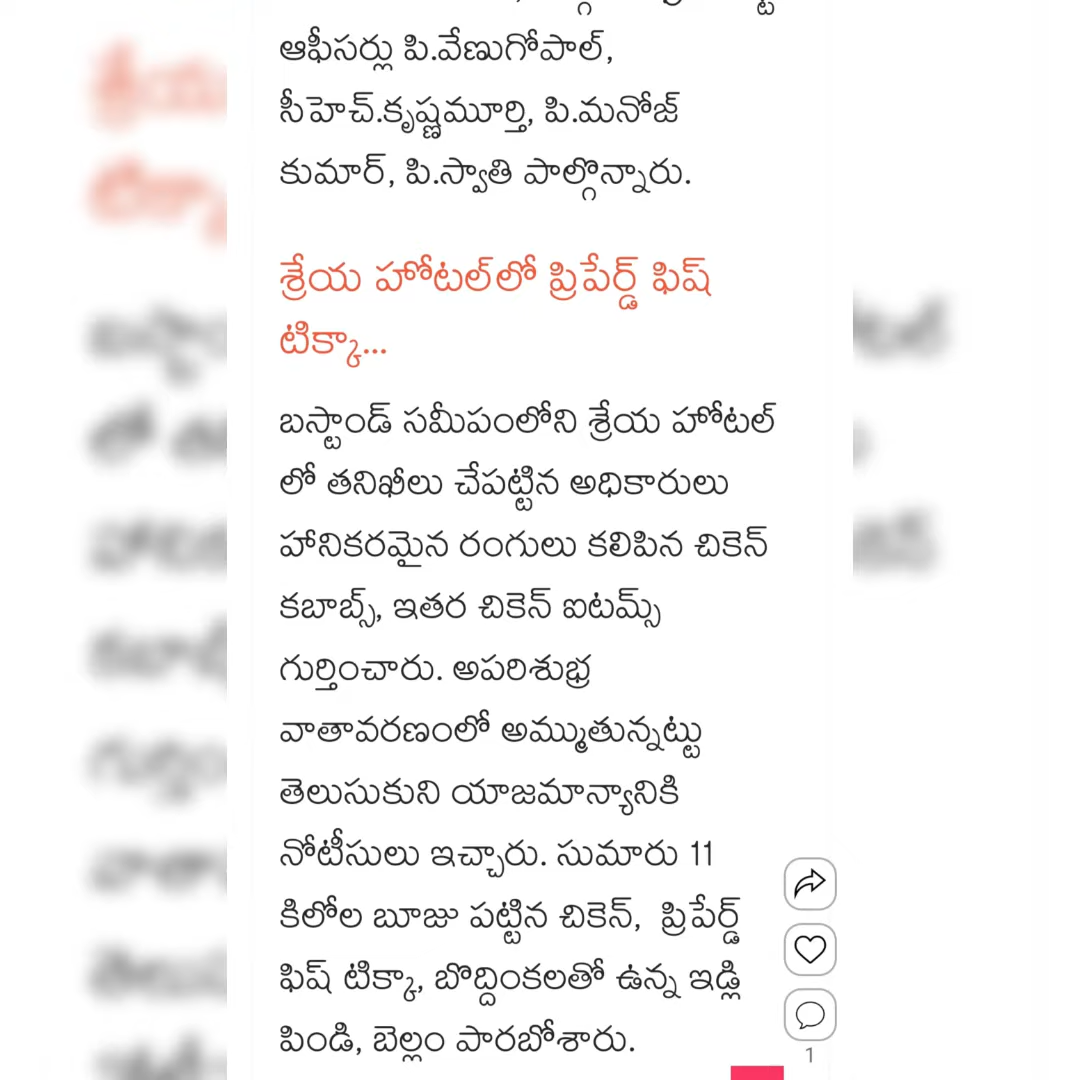 ఆఫీసర్లు పి.వేణుగోపాల్,
సీహెచ్.కృష్ణమూర్తి, పి.మనోజ్
కుమార్, పి.స్వాతి పాల్గొన్నారు.
శ్రేయ హోటల్‌లో ప్రిపేర్డ్ ఫిష్
టిక్కా...
బస్టాండ్ సమీపంలోని శ్రేయ హోటల్
లో తనిఖీలు చేపట్టిన అధికారులు
హానికరమైన రంగులు కలిపిన చికెన్
కబాబ్స్, ఇతర చికెన్ ఐటమ్స్
గుర్తించారు. అపరిశుభ్ర
వాతావరణంలో అమ్ముతున్నట్టు
తెలుసుకుని యాజమాన్యానికి
నోటీసులు ఇచ్చారు. సుమారు 11
కిలోల బూజు పట్టిన చికెన్, ప్రిపేర్డ్
ఫిష్ టిక్కా, బొద్దింకలతో ఉన్న ఇడ్లి
పిండి, బెల్లం పారబోశారు.
1